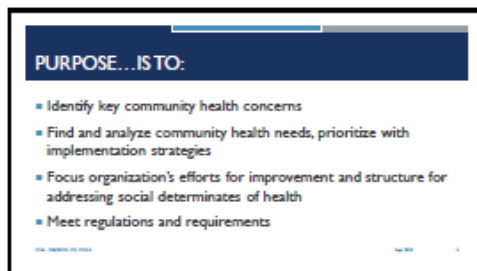 PURPOSE…IS TO:
Identify key community health concerns
Find and analyze community health needs, prioritize with
implementation strategies
Focus organization's efforts for improvement and structure for
addressing social determinates of health
Meet regulations and requirements